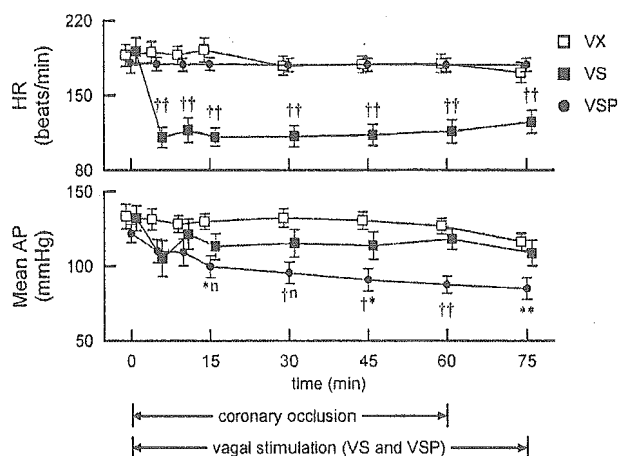 220
150
80
HR
(beats/min)
VX
VS
VSP
†† †† †† †† †† †† ††
150
100
50
Mean AP
(mmHg)
*n †n †* †† **
0 15 30 45 60 75
time (min)
coronary occlusion
vagal stimulation (VS and VSP)